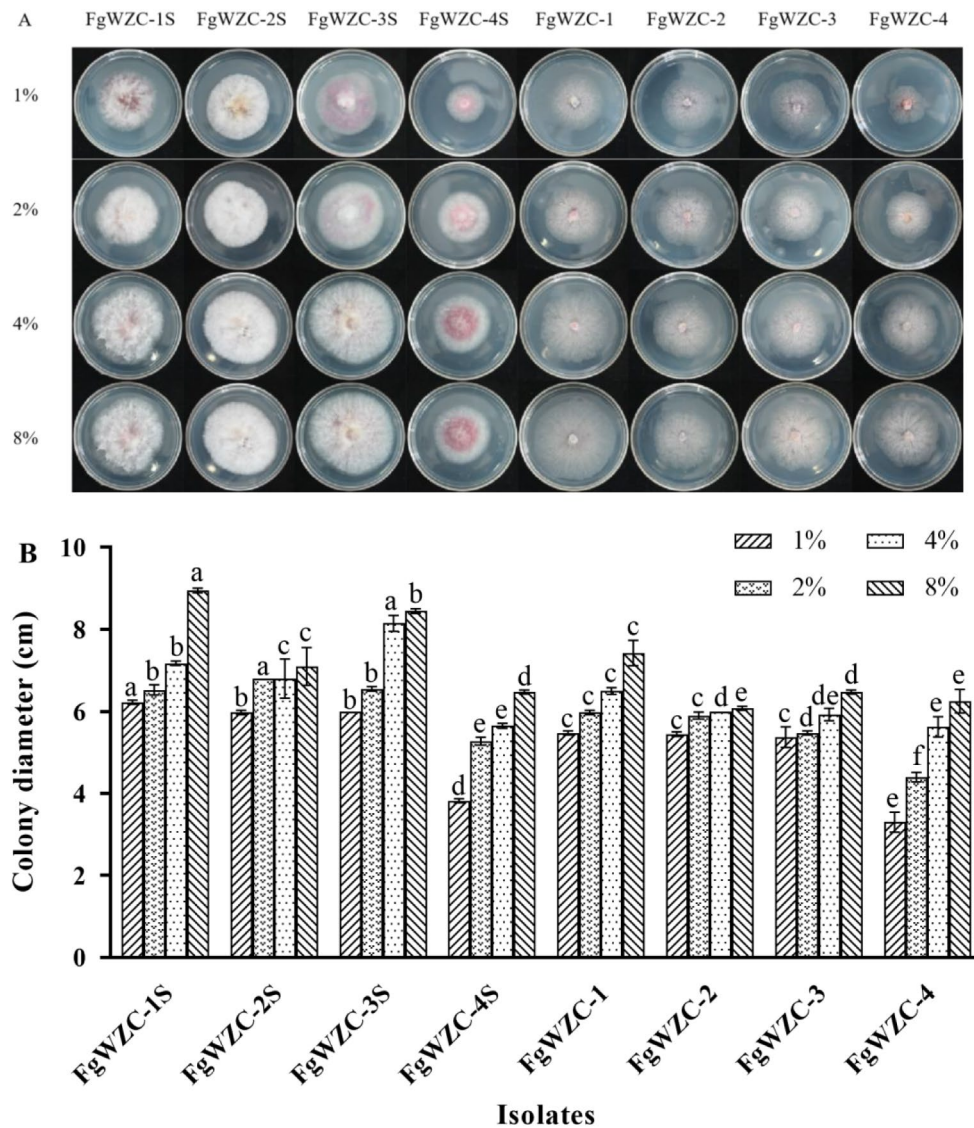 A FgWZC-1S FgWZC-2S FgWZC-3S FgWZC-4S FgWZC-1 FgWZC-2 FgWZC-3 FgWZC-4
1%
2%
4%
8%
B
1% 4%
2% 8%
Colony diameter (cm)
10
8
6
4
2
0
a b b a
b a c c
b b a b
d e e d
c c c c
c c d e
c d de d
e f e e
FgWZC-1S FgWZC-2S FgWZC-3S FgWZC-4S FgWZC-1 FgWZC-2 FgWZC-3 FgWZC-4
Isolates